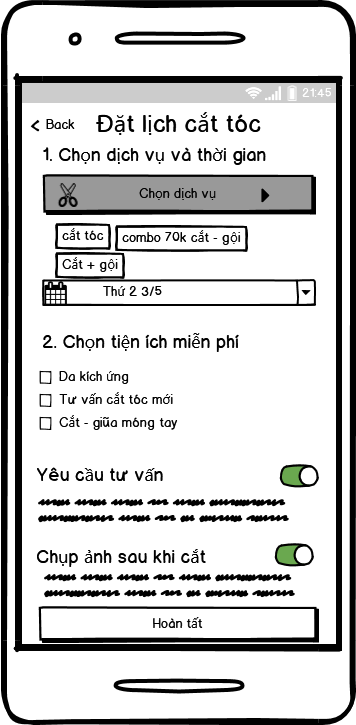 21:45
Back
Đặt lịch cắt tóc
1. Chọn dịch vụ và thời gian
Chọn dịch vụ
cắt tóc
combo 70k cắt - gội
Cắt + gội
Thứ 2 3/5
2. Chọn tiện ích miễn phí
Da kích ứng
Tư vấn cắt tóc mới
Cắt - giũa móng tay
Yêu cầu tư vấn
Chụp ảnh sau khi cắt
Hoàn tất